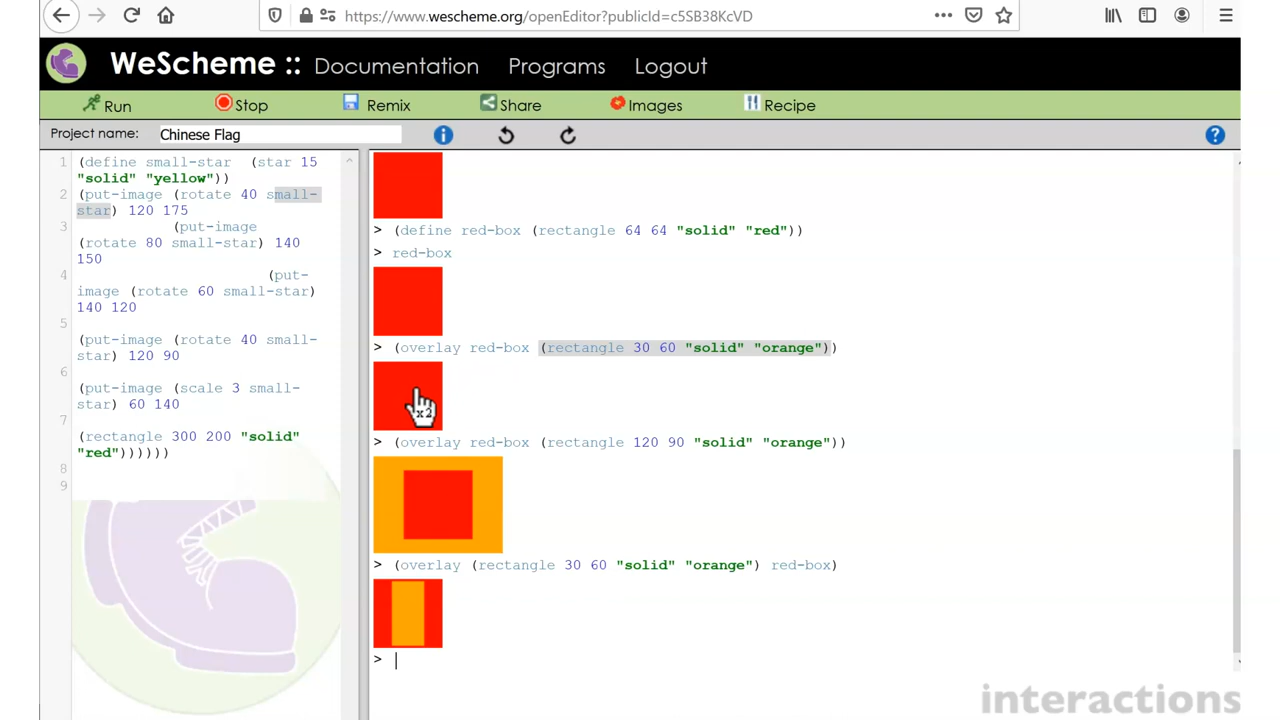 https://www.wescheme.org/openEditor?publicId=c5SB38KcVD
WeScheme :: Documentation Programs Logout
Run Stop Remix Share Images Recipe
Project name: Chinese Flag
1 (define small-star (star 15
"solid" "yellow"))
2 (put-image (rotate 40 small-
star) 120 175
3 (put-image
(rotate 80 small-star) 140
150
4 (put-
image (rotate 60 small-star)
140 120
5
(put-image (rotate 40 small-
star) 120 90
6
(put-image (scale 3 small-
star) 60 140
7
(rectangle 300 200 "solid"
"red"))))))
8
9
> (define red-box (rectangle 64 64 "solid" "red"))
> red-box
> (overlay red-box (rectangle 30 60 "solid" "orange"))
x2
> (overlay red-box (rectangle 120 90 "solid" "orange"))
> (overlay (rectangle 30 60 "solid" "orange") red-box)
>
interactions